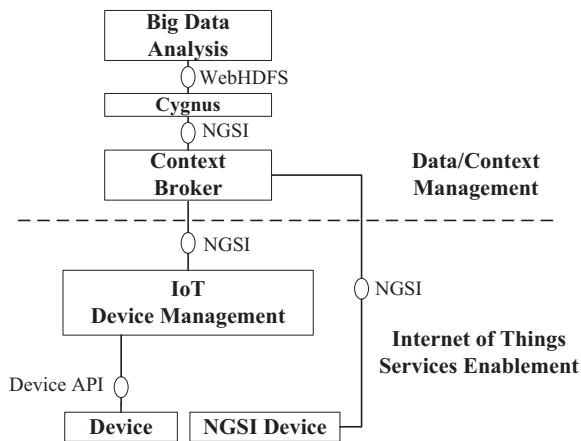 Big Data
Analysis
WebHDFS
Cygnus
NGSI
Context
Broker
Data/Context
Management
NGSI
IoT
Device Management
NGSI
Internet of Things
Services Enablement
Device API
Device
NGSI Device